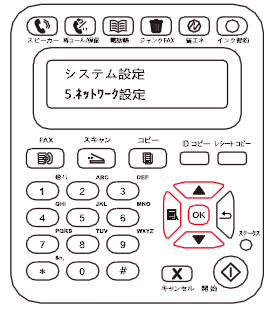 スピーカー 再コール/保留 電話帳 ジャンクFAX 省エネ インク節約
システム設定
5.ﾈｯﾄﾜｰｸ設定
FAX スキャン コピー IDコピー レシートコピー
ABC DEF
1 2 3
GHI JKL MNO
4 5 6
OK
PQRS TUV WXYZ
7 8 9
ステータス
* 0 #
X
キャンセル 開始